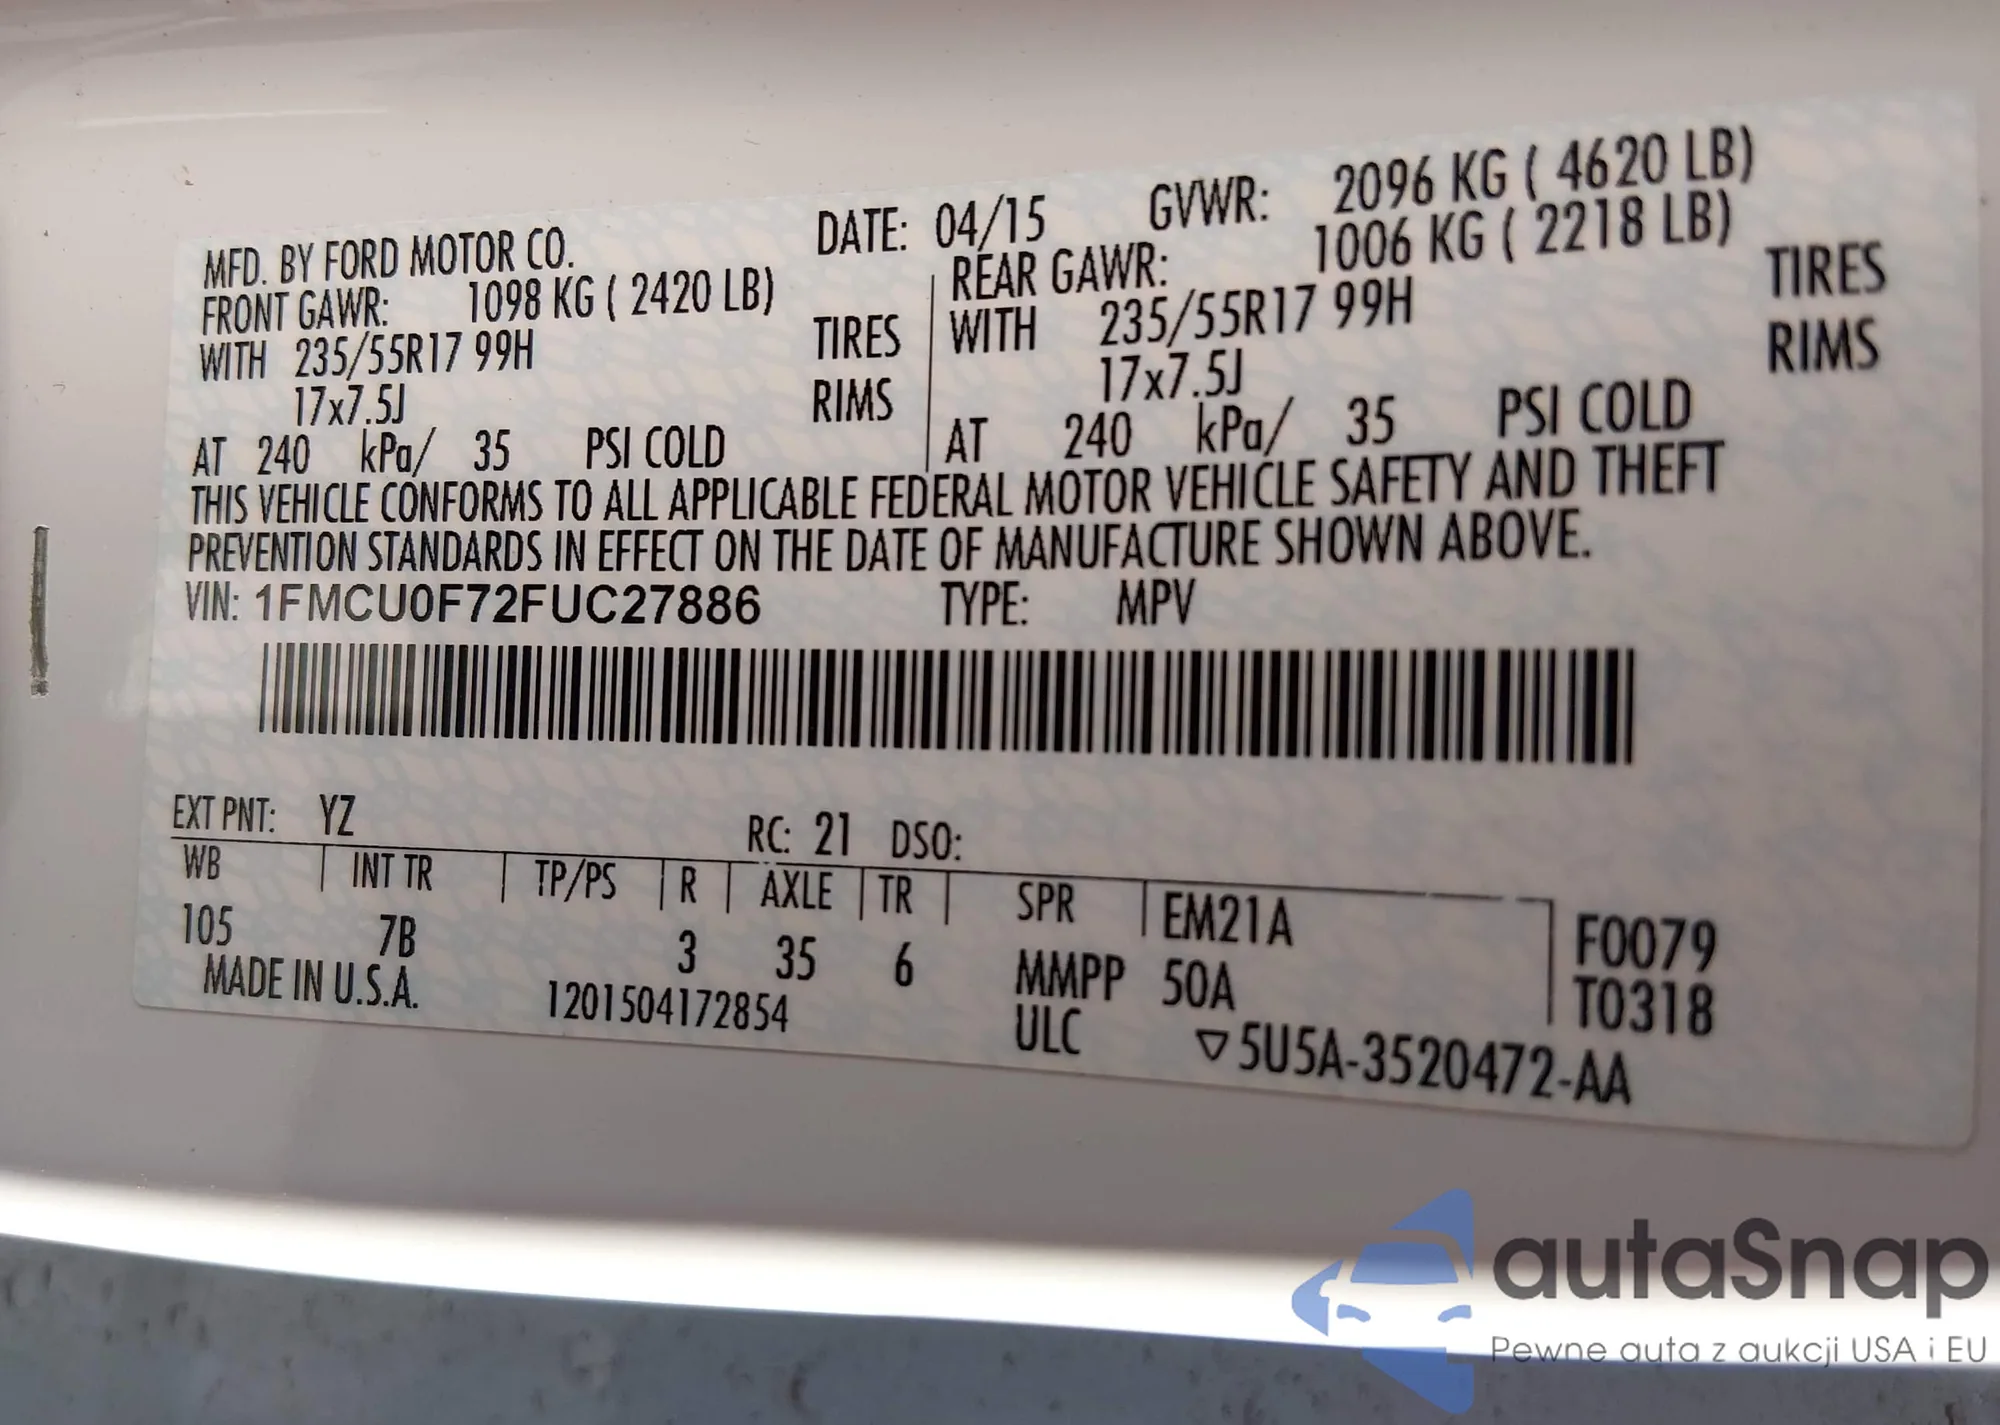 MFD. BY FORD MOTOR CO. DATE: 04/15 GVWR: 2096 KG ( 4620 LB)
FRONT GAWR: 1098 KG ( 2420 LB) REAR GAWR: 1006 KG ( 2218 LB)
WITH 235/55R17 99H TIRES WITH 235/55R17 99H TIRES
17x7.5J RIMS 17x7.5J RIMS
AT 240 kPa/ 35 PSI COLD AT 240 kPa/ 35 PSI COLD
THIS VEHICLE CONFORMS TO ALL APPLICABLE FEDERAL MOTOR VEHICLE SAFETY AND THEFT
PREVENTION STANDARDS IN EFFECT ON THE DATE OF MANUFACTURE SHOWN ABOVE.
VIN: 1FMCU0F72FUC27886 TYPE: MPV
EXT PNT: YZ RC: 21 DSO:
WB INT TR TP/PS R AXLE TR SPR EM21A F0079
105 7B 3 35 6 MMPP 50A T0318
MADE IN U.S.A. 1201504172854 ULC ▽5U5A-3520472-AA
autaSnap
Pewne auta z aukcji USA i EU